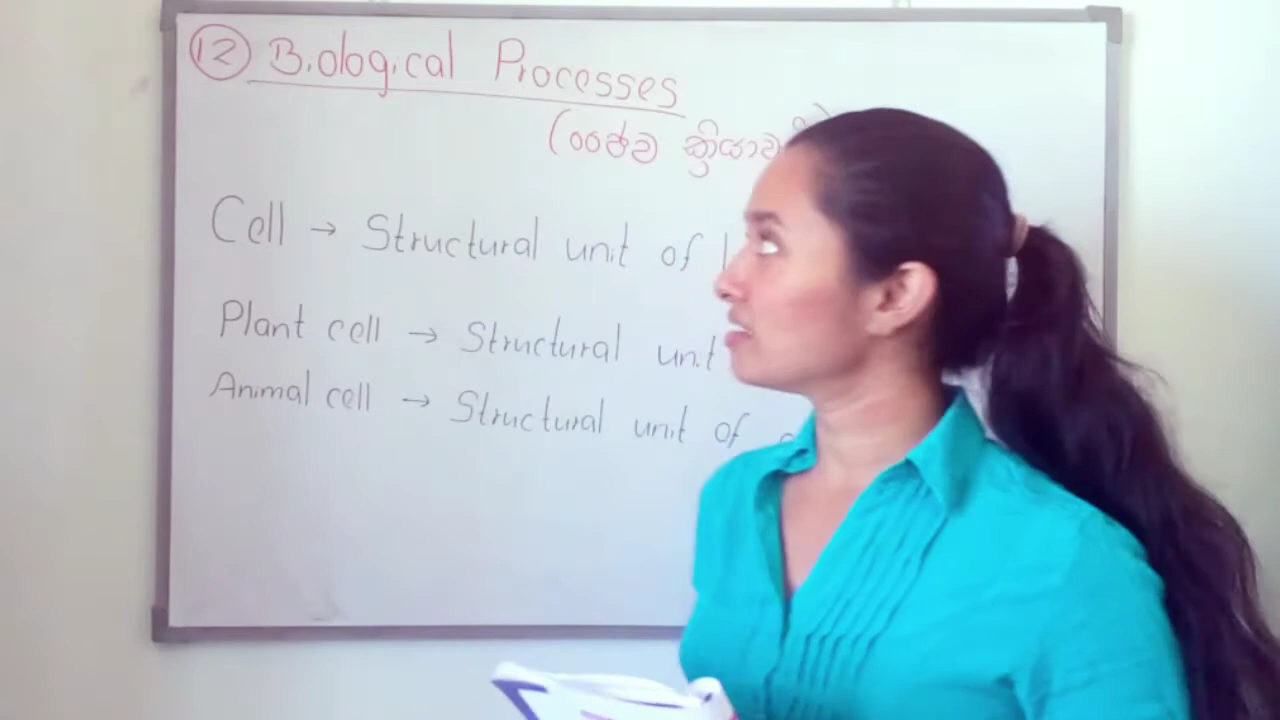 12 Biological Processes
(ජෛව ක්‍රියාව
Cell → Structural unit of
Plant cell → Structural unit
Animal cell → Structural unit of